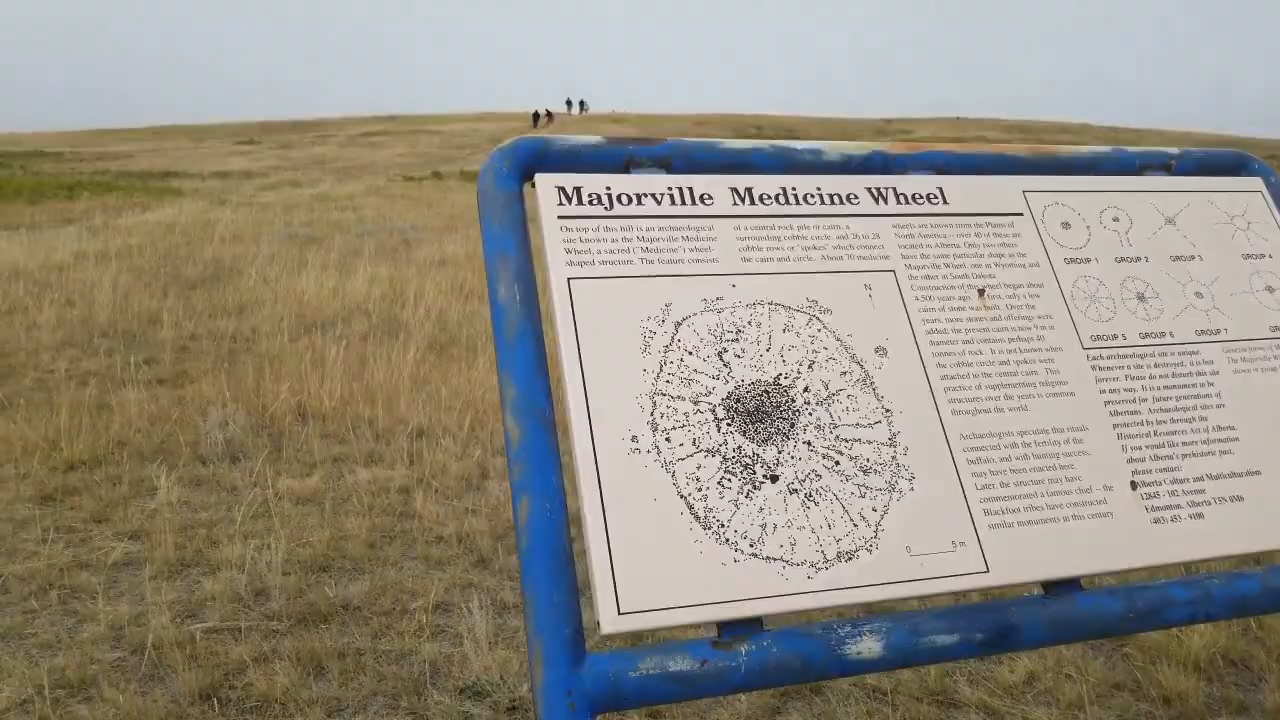 Majorville Medicine Wheel
On top of this hill is an archaeological
site known as the Majorville Medicine
Wheel, a sacred ("Medicine") wheel-
shaped structure. The feature consists
of a central rock pile or cairn, a
surrounding cobble circle, and 26 to 28
cobble rows or "spokes" which connect
the cairn and circle. About 70 medicine
wheels are known from the Plains of
North America -- over 40 of these are
located in Alberta. Only two others
have the same particular shape as the
Majorville Wheel, one in Wyoming and
the other in South Dakota.
Construction of this wheel began about
4,500 years ago. first, only a low
cairn of stone was built. Over the
years, more stones and offerings were
added; the present cairn is now 9 m in
diameter and contains perhaps 40
tonnes of rock. It is not known when
the cobble circle and spokes were
attached to the central cairn. This
practice of supplementing religious
structures over the years is common
throughout the world.
Archaeologists speculate that rituals
connected with the fertility of the
buffalo, and with hunting success,
may have been enacted here.
Later, the structure may have
commemorated a famous chief -- the
Blackfoot tribes have constructed
similar monuments in this century.
N
0 5 m
GROUP 1 GROUP 2 GROUP 3 GROUP 4
GROUP 5 GROUP 6 GROUP 7 GR
Each archaeological site is unique.
Whenever a site is destroyed, it is lost
forever. Please do not disturb this site
in any way. It is a monument to be
preserved for future generations of
Albertans. Archaeological sites are
protected by law through the
Historical Resources Act of Alberta.
If you would like more information
about Alberta's prehistoric past,
please contact:
Alberta Culture and Multiculturalism
12845 - 102 Avenue
Edmonton, Alberta T5N 0M6
(403) 453 - 9100
forms of M
The Majorville W
shown in group